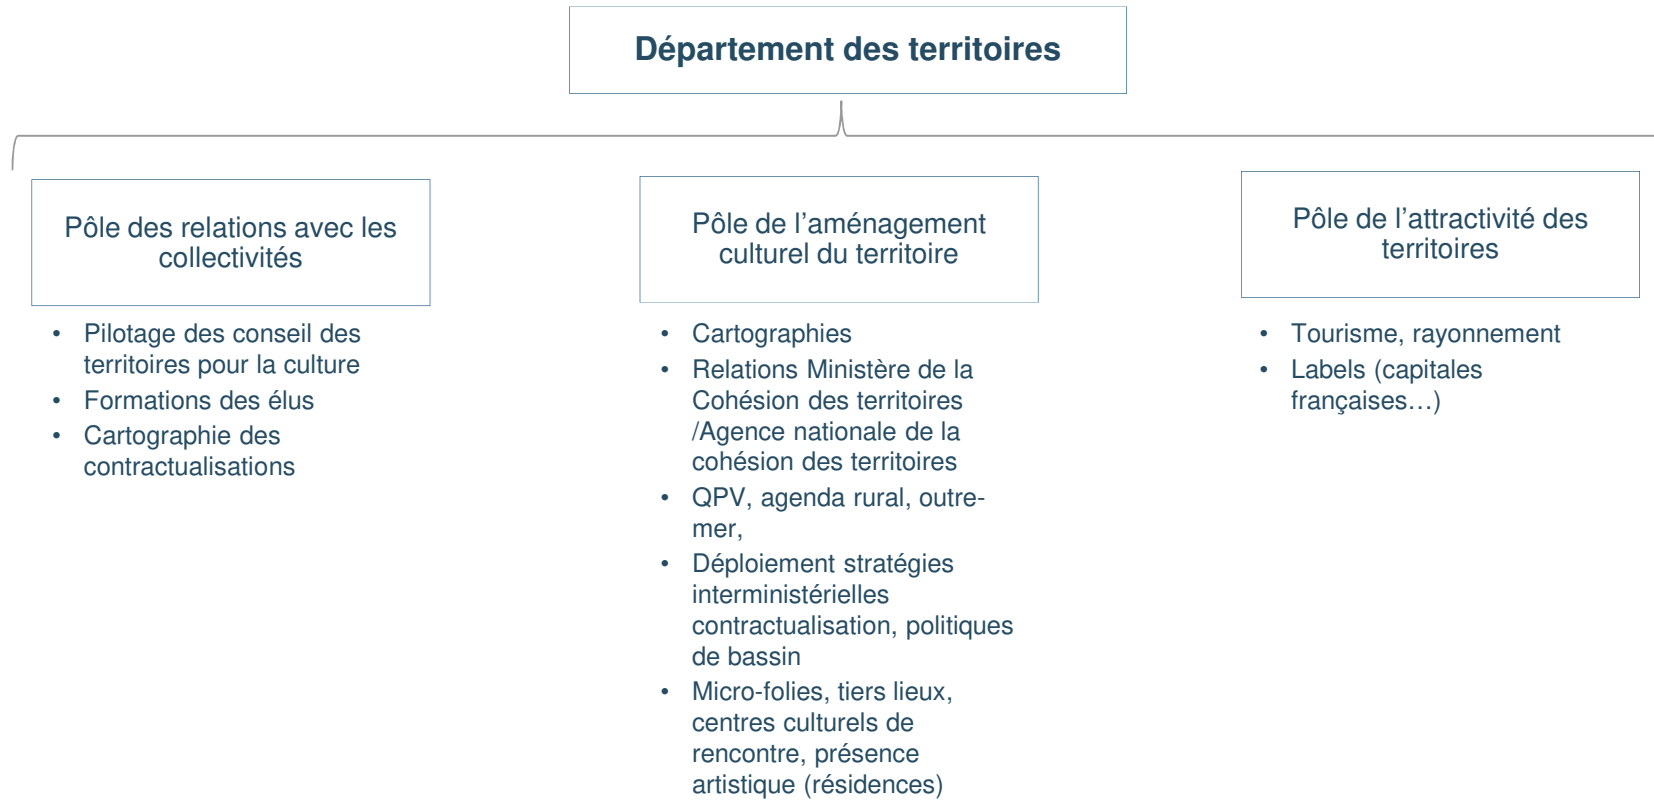 Département des territoires
Pôle des relations avec les
collectivités
• Pilotage des conseil des
territoires pour la culture
• Formations des élus
• Cartographie des
contractualisations
Pôle de l’aménagement
culturel du territoire
• Cartographies
• Relations Ministère de la
Cohésion des territoires
/Agence nationale de la
cohésion des territoires
• QPV, agenda rural, outre-
mer,
• Déploiement stratégies
interministérielles
contractualisation, politiques
de bassin
• Micro-folies, tiers lieux,
centres culturels de
rencontre, présence
artistique (résidences)
Pôle de l’attractivité des
territoires
• Tourisme, rayonnement
• Labels (capitales
françaises…)